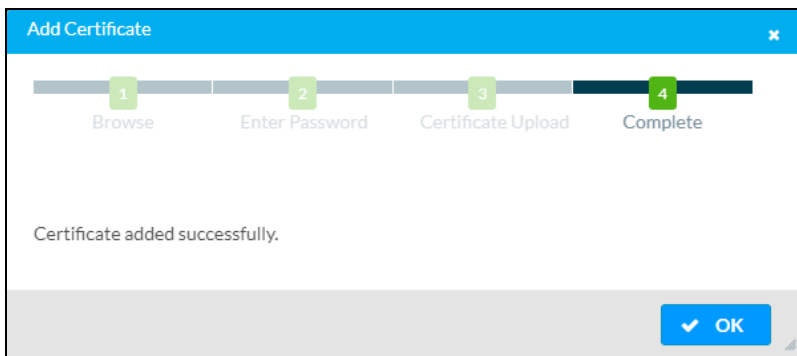 Add Certificate
1 2 3 4
Browse Enter Password Certificate Upload Complete
Certificate added successfully.
OK